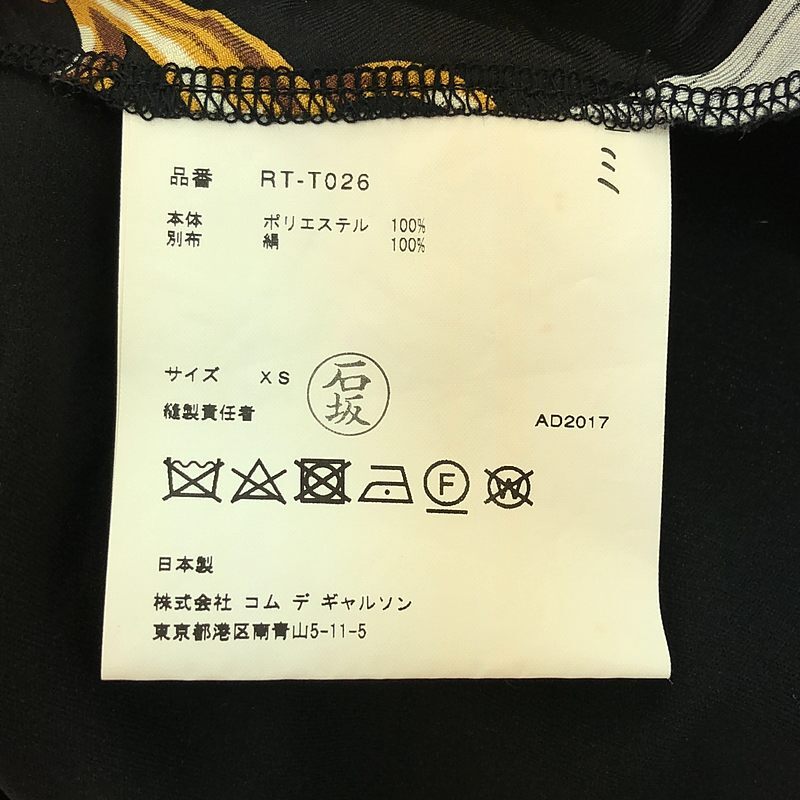 品番 RT-T026
本体 ポリエステル 100%
別布 絹 100%
サイズ XS
縫製責任者 石坂
AD2017
F
W
日本製
株式会社 コム デ ギャルソン
東京都港区南青山5-11-5